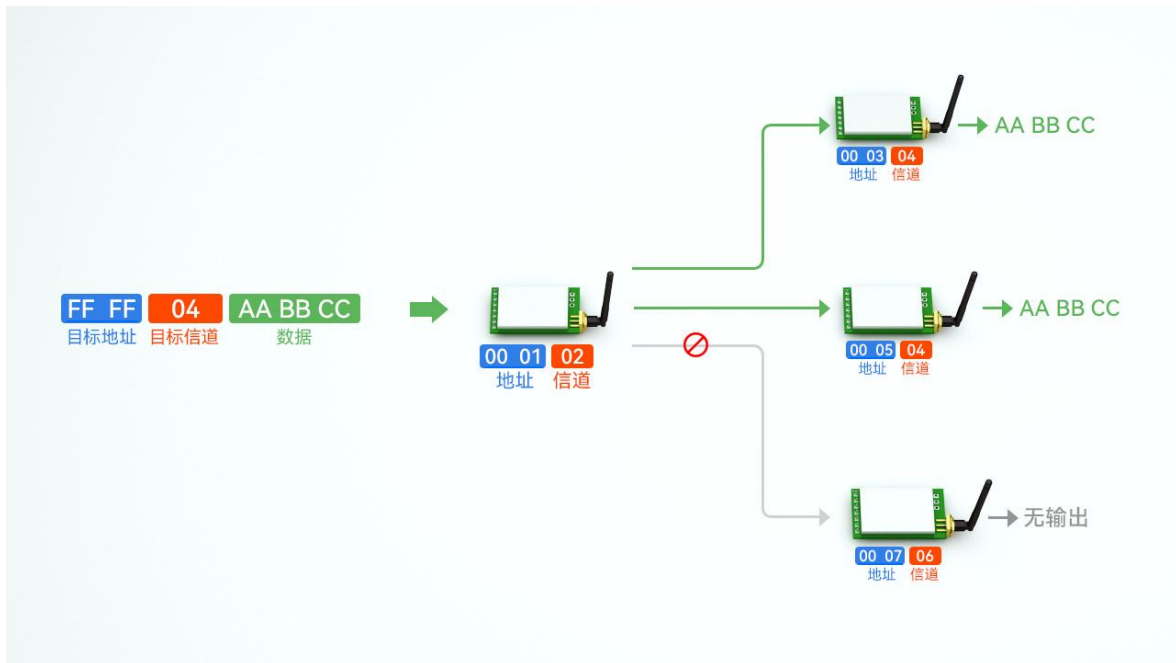 FF FF 04 AA BB CC
目标地址 目标信道 数据
00 01 02
地址 信道
AA BB CC
00 03 04
地址 信道
AA BB CC
00 05 04
地址 信道
无输出
00 07 06
地址 信道